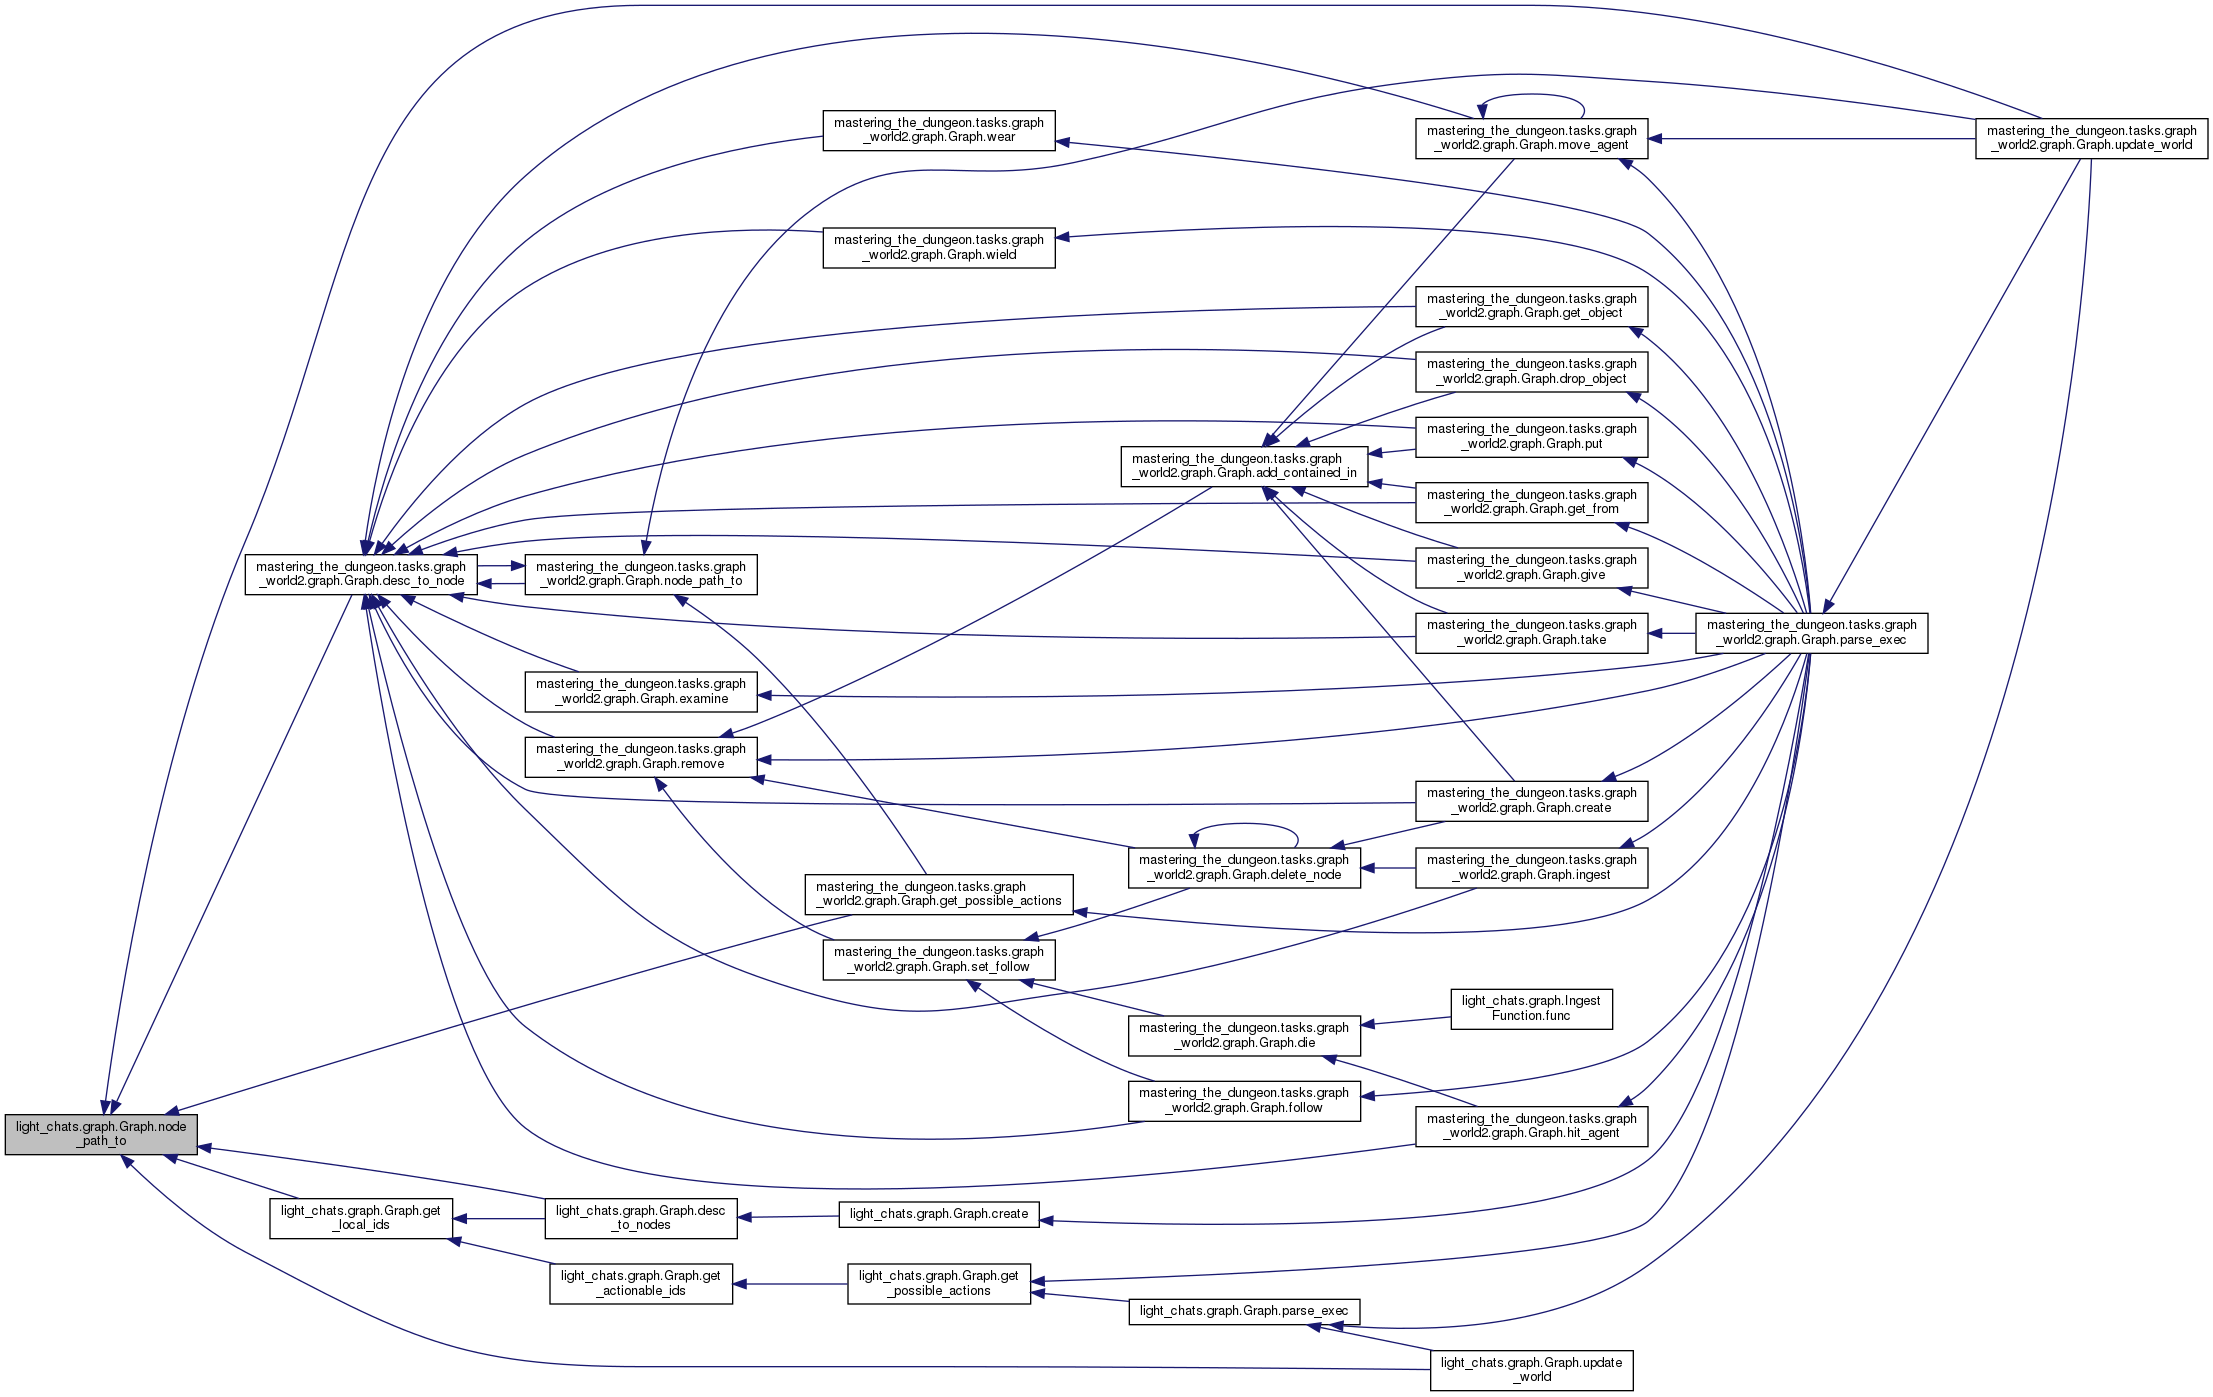 mastering_the_dungeon.tasks.graph
_world2.graph.Graph.wear
mastering_the_dungeon.tasks.graph
_world2.graph.Graph.move_agent
mastering_the_dungeon.tasks.graph
_world2.graph.Graph.update_world
mastering_the_dungeon.tasks.graph
_world2.graph.Graph.wield
mastering_the_dungeon.tasks.graph
_world2.graph.Graph.get_object
mastering_the_dungeon.tasks.graph
_world2.graph.Graph.drop_object
mastering_the_dungeon.tasks.graph
_world2.graph.Graph.put
mastering_the_dungeon.tasks.graph
_world2.graph.Graph.add_contained_in
mastering_the_dungeon.tasks.graph
_world2.graph.Graph.get_from
mastering_the_dungeon.tasks.graph
_world2.graph.Graph.desc_to_node
mastering_the_dungeon.tasks.graph
_world2.graph.Graph.node_path_to
mastering_the_dungeon.tasks.graph
_world2.graph.Graph.give
mastering_the_dungeon.tasks.graph
_world2.graph.Graph.take
mastering_the_dungeon.tasks.graph
_world2.graph.Graph.parse_exec
mastering_the_dungeon.tasks.graph
_world2.graph.Graph.examine
mastering_the_dungeon.tasks.graph
_world2.graph.Graph.remove
mastering_the_dungeon.tasks.graph
_world2.graph.Graph.create
mastering_the_dungeon.tasks.graph
_world2.graph.Graph.delete_node
mastering_the_dungeon.tasks.graph
_world2.graph.Graph.ingest
mastering_the_dungeon.tasks.graph
_world2.graph.Graph.get_possible_actions
mastering_the_dungeon.tasks.graph
_world2.graph.Graph.set_follow
light_chats.graph.Ingest
Function.func
mastering_the_dungeon.tasks.graph
_world2.graph.Graph.die
mastering_the_dungeon.tasks.graph
_world2.graph.Graph.follow
light_chats.graph.Graph.node
_path_to
mastering_the_dungeon.tasks.graph
_world2.graph.Graph.hit_agent
light_chats.graph.Graph.get
_local_ids
light_chats.graph.Graph.desc
_to_nodes
light_chats.graph.Graph.create
light_chats.graph.Graph.get
_actionable_ids
light_chats.graph.Graph.get
_possible_actions
light_chats.graph.Graph.parse_exec
light_chats.graph.Graph.update
_world